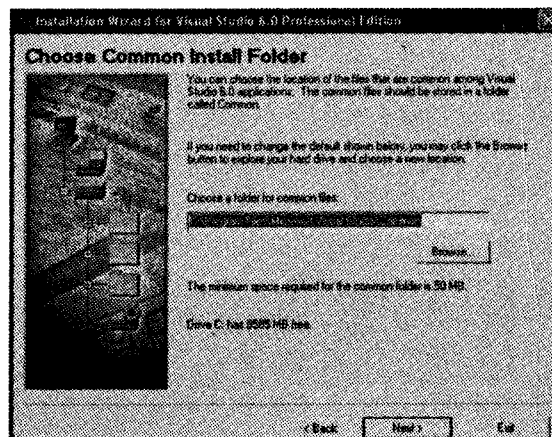 Installation Wizard for Visual Studio 6.0 Professional Edition
Choose Common Install Folder
You can choose the location of the files that are common among Visual
Studio 6.0 applications. The common files should be stored in a folder
called Common.
If you need to change the default shown below, you may click the Browse
button to explore your hard drive and choose a new location.
Choose a folder for common files:
Browse...
The minimum space required for the common folder is 50 MB.
Drive C: has MB free.
< Back
Next >
Exit